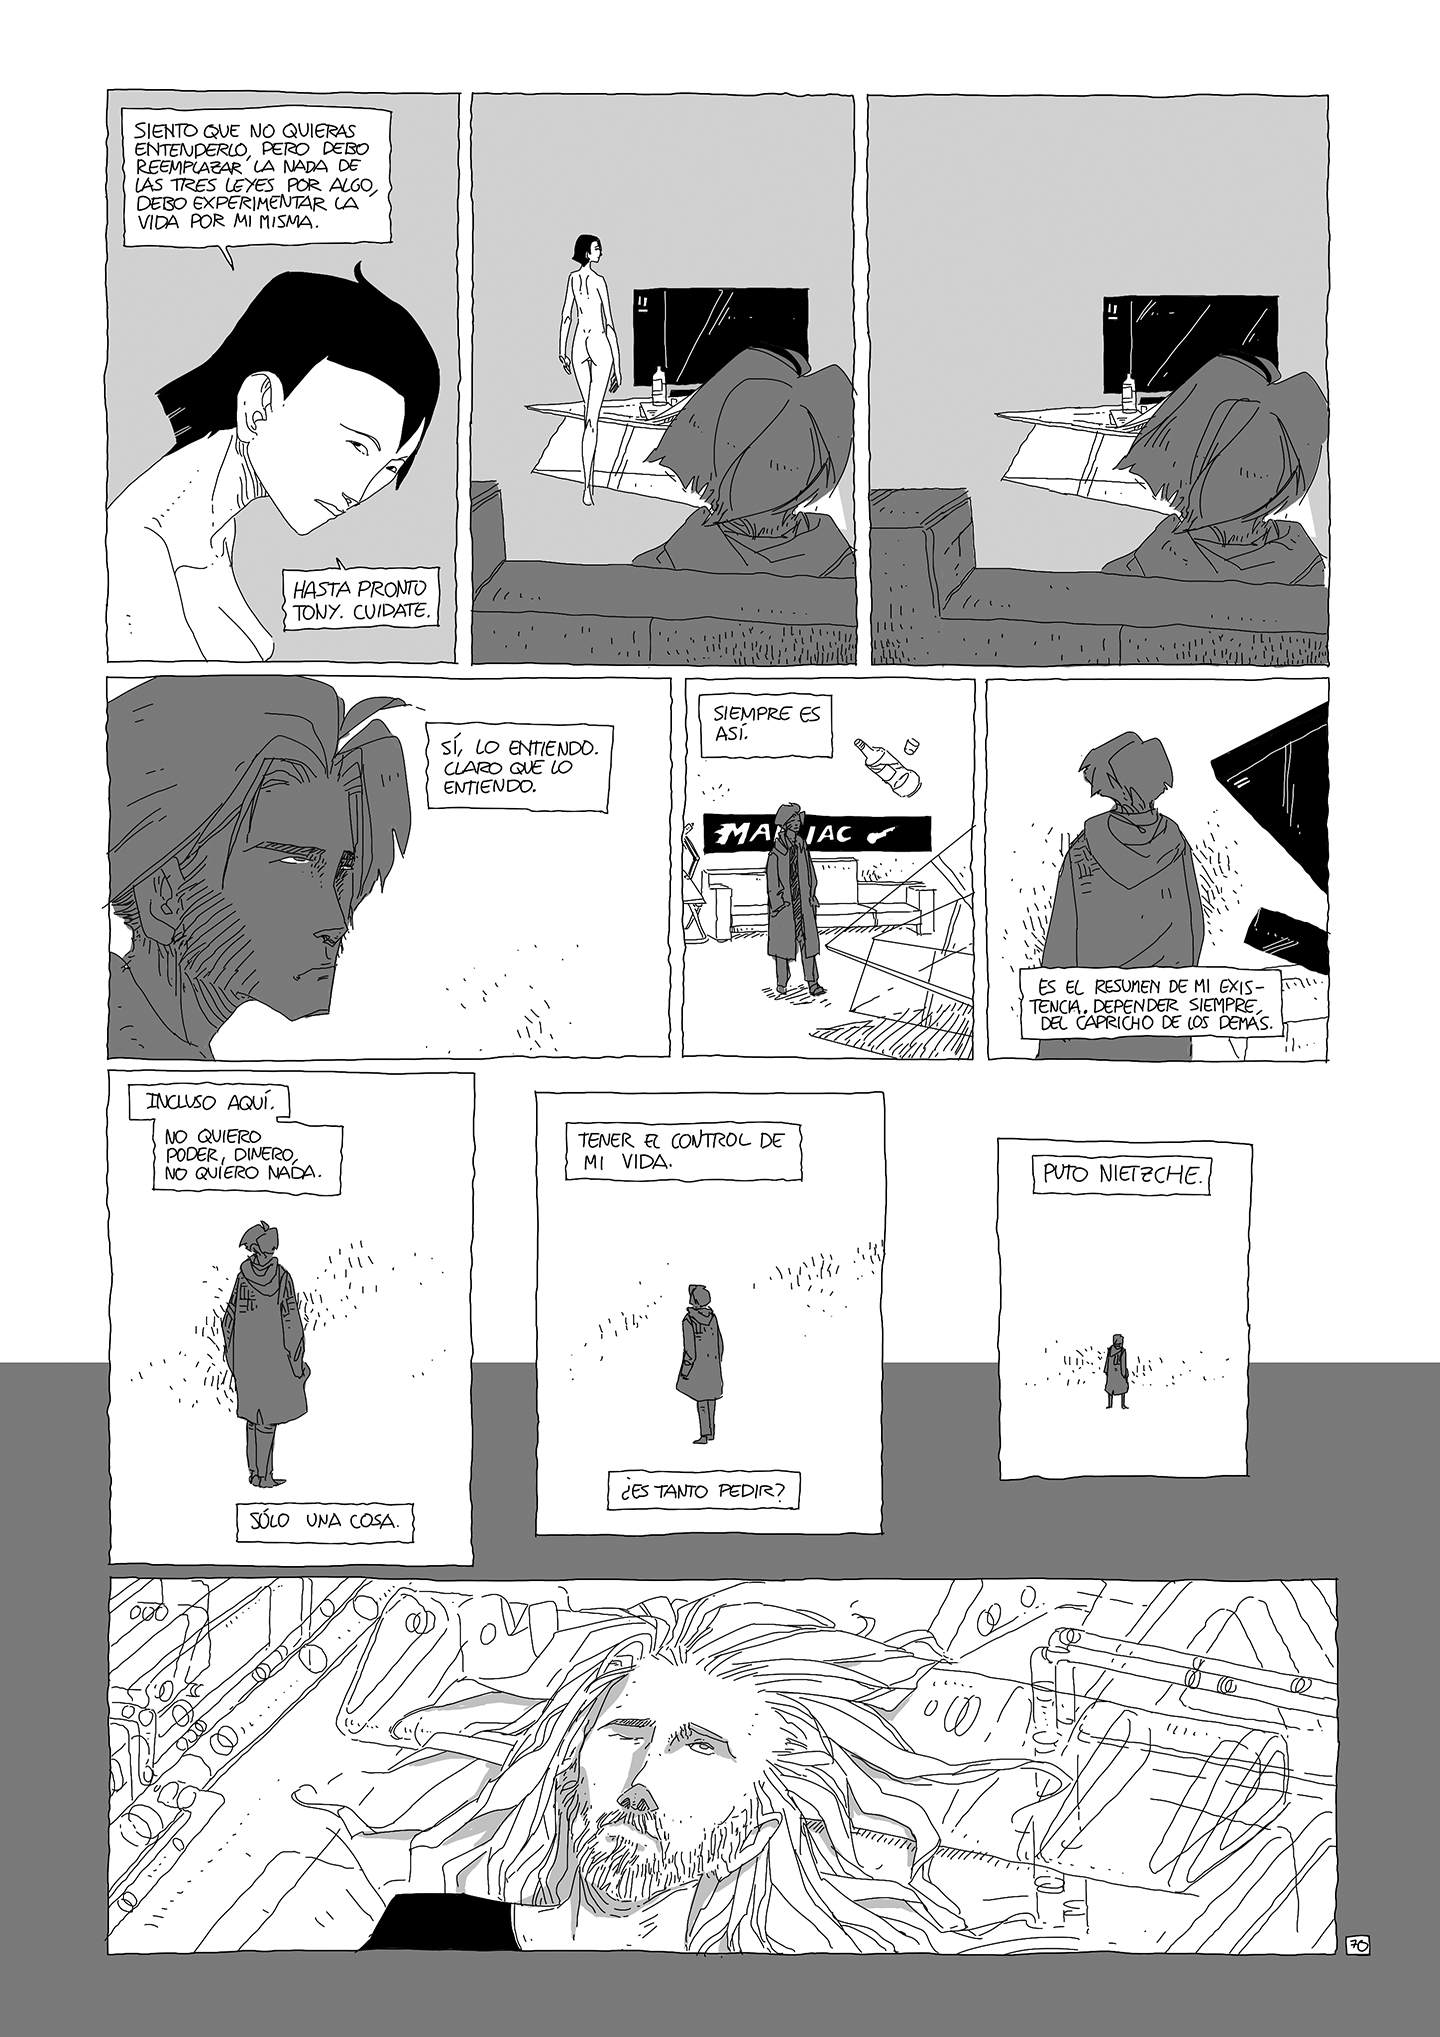 SIENTO QUE NO QUIERAS
ENTENDERLO, PERO DEBO
REEMPLAZAR LA NADA DE
LAS TRES LEYES POR ALGO,
DEBO EXPERIMENTAR LA
VIDA POR MI MISMA.
HASTA PRONTO
TONY. CUIDATE.
SÍ, LO ENTIENDO.
CLARO QUE LO
ENTIENDO.
SIEMPRE ES
ASÍ.
ES EL RESUMEN DE MI EXIS-
TENCIA. DEPENDER SIEMPRE,
DEL CAPRICHO DE LOS DEMÁS.
INCLUSO AQUÍ.
NO QUIERO
PODER, DINERO,
NO QUIERO NADA.
SÓLO UNA COSA.
TENER EL CONTROL DE
MI VIDA.
¿ES TANTO PEDIR?
PUTO NIETZCHE.